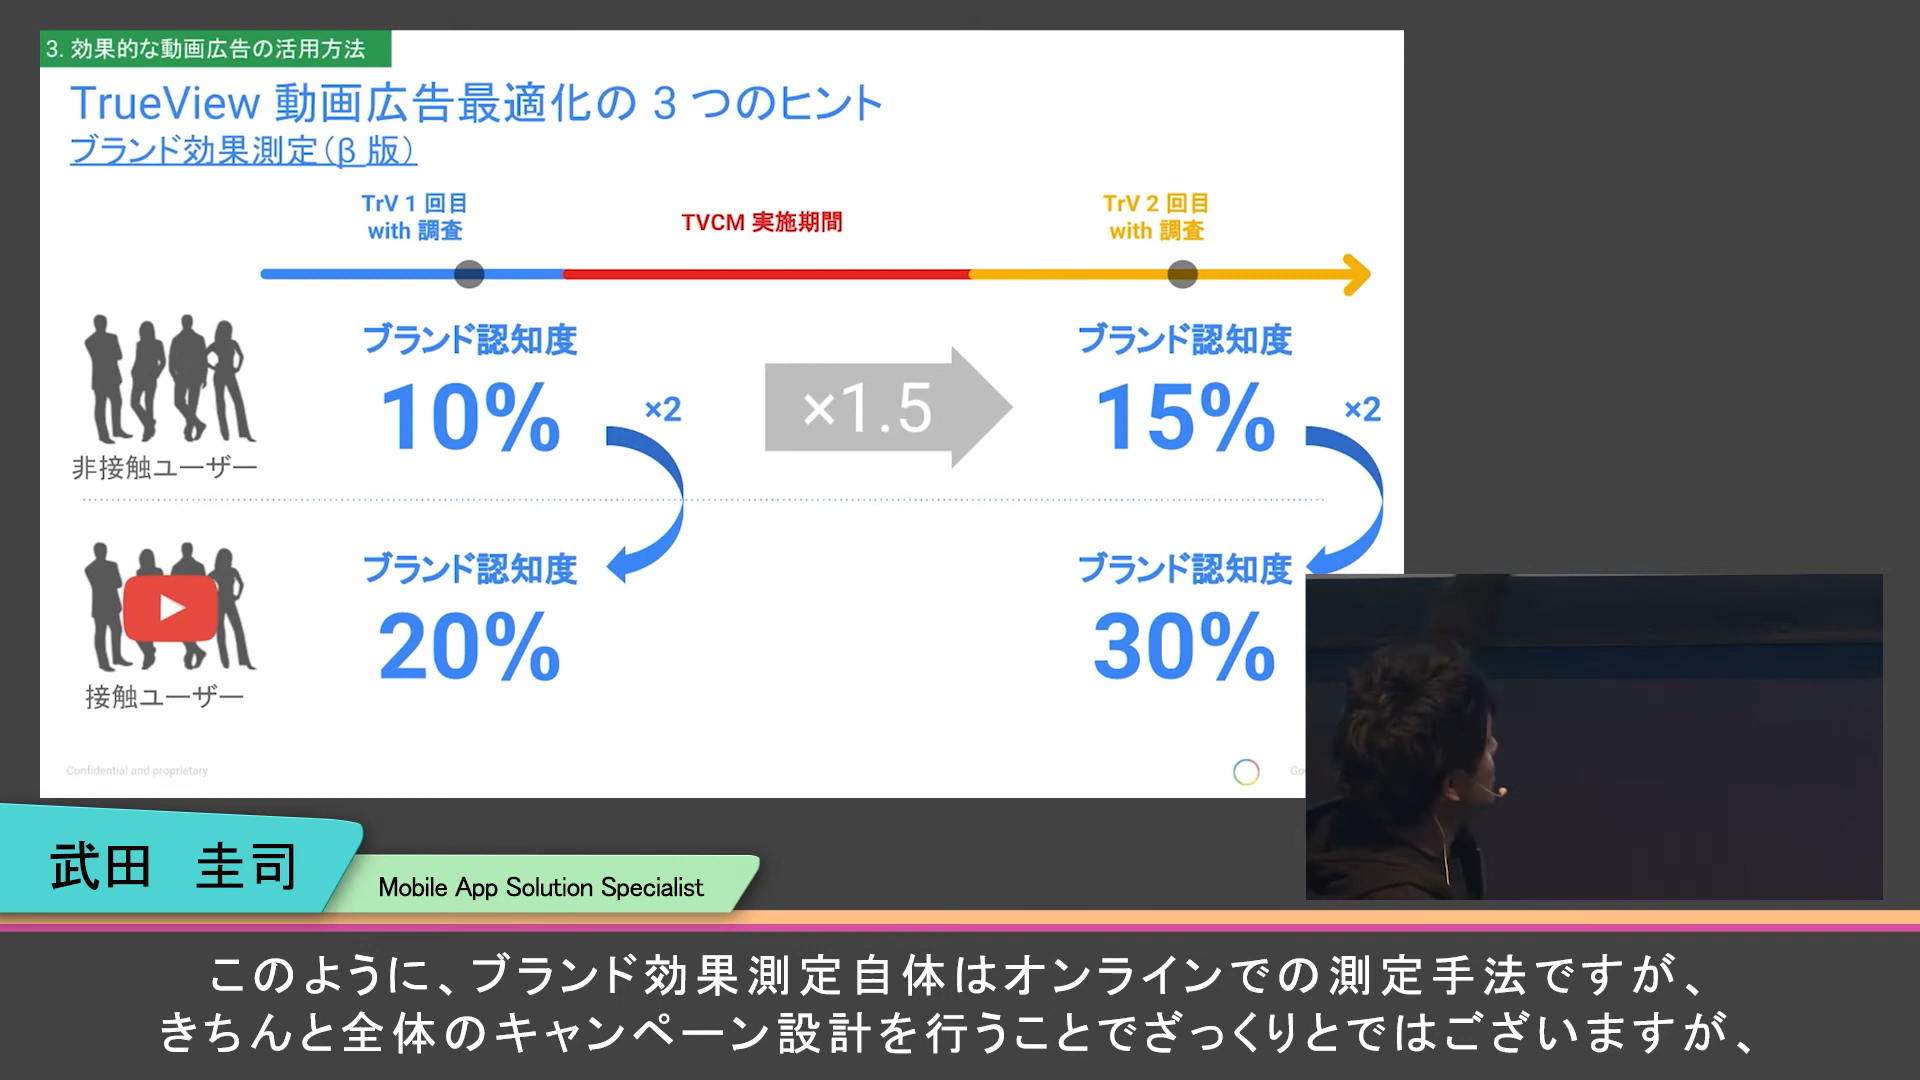 3. 効果的な動画広告の活用方法
TrueView 動画広告最適化の 3 つのヒント
ブランド効果測定（β 版）
TrV 1 回目
with 調査
TVCM 実施期間
TrV 2 回目
with 調査
ブランド認知度
10%
×2
×1.5
ブランド認知度
15%
×2
非接触ユーザー
ブランド認知度
20%
ブランド認知度
30%
接触ユーザー
Confidential and proprietary
武田 圭司
Mobile App Solution Specialist
このように、ブランド効果測定自体はオンラインでの測定手法ですが、
きちんと全体のキャンペーン設計を行うことでざっくりとではございますが、